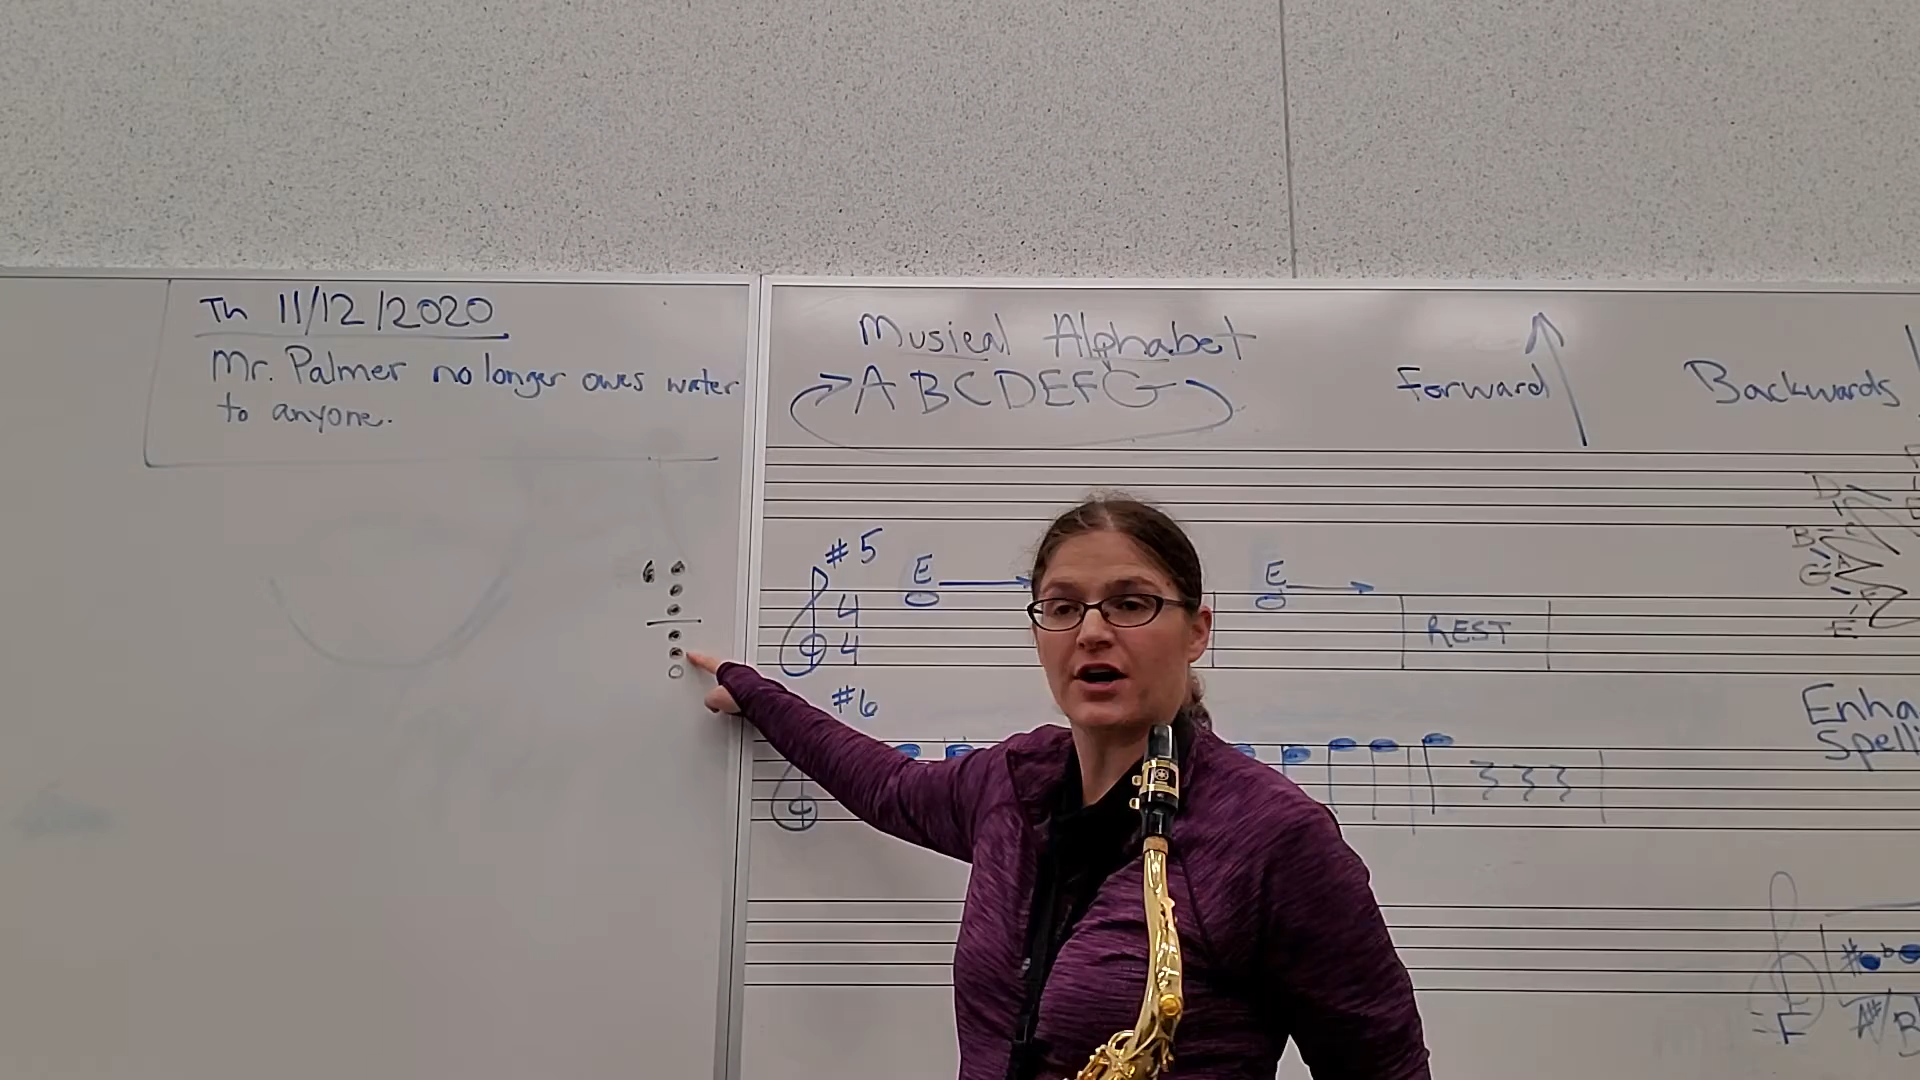 Th 11/12/2020
Mr. Palmer no longer owes water
to anyone.
Musical Alphabet
A B C D E F G
Forward
Backwards
#5
E
E
4
4
REST
#6
D
B
G
A
F
E
Enha
Spelli
F
A#/B